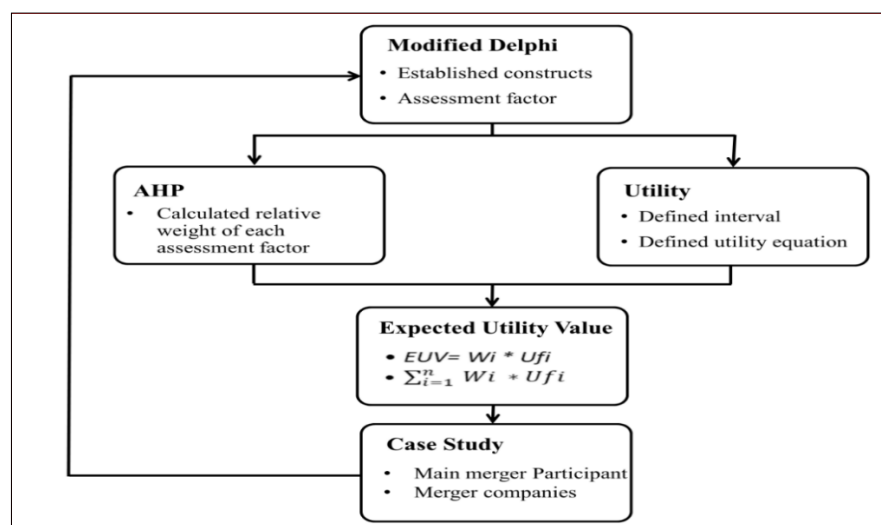 Modified Delphi
• Established constructs
• Assessment factor
AHP
• Calculated relative
weight of each
assessment factor
Utility
• Defined interval
• Defined utility equation
Expected Utility Value
• EUV= Wi * Ufi
• ∑ⁿᵢ₌₁ Wi * Ufi
Case Study
• Main merger Participant
• Merger companies